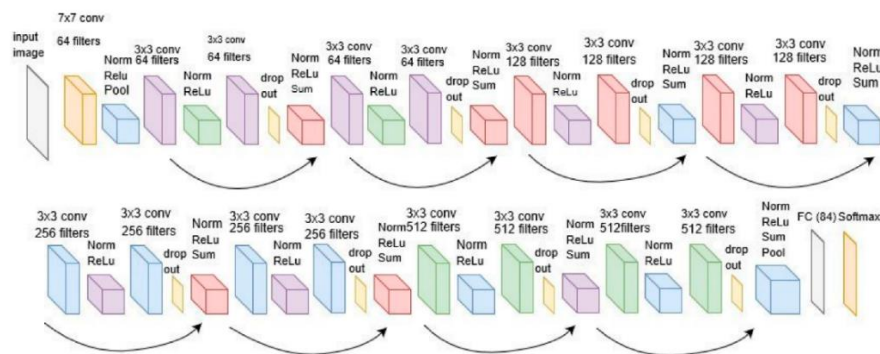 input
image
7x7 conv
64 filters
Norm
Relu
Pool
3x3 conv
64 filters
Norm
ReLu
3x3 conv
64 filters
drop
out
Norm
ReLu
Sum
3x3 conv
64 filters
Norm
ReLu
3x3 conv
64 filters
drop
out
Norm
ReLu
Sum
3x3 conv
128 filters
Norm
ReLu
3x3 conv
128 filters
drop
out
Norm
ReLu
Sum
3x3 conv
128 filters
Norm
ReLu
3x3 conv
128 filters
drop
out
Norm
ReLu
Sum
3x3 conv
256 filters
Norm
ReLu
3x3 conv
256 filters
drop
out
Norm
ReLu
Sum
3x3 conv
256 filters
Norm
ReLu
3x3 conv
256 filters
drop
out
Norm
ReLu
Sum
3x3 conv
512 filters
Norm
ReLu
3x3 conv
512 filters
drop
out
Norm
ReLu
Sum
3x3 conv
512filters
Norm
ReLu
3x3 conv
512 filters
drop
out
Norm
ReLu
Sum
Pool
FC (84)
Softmax